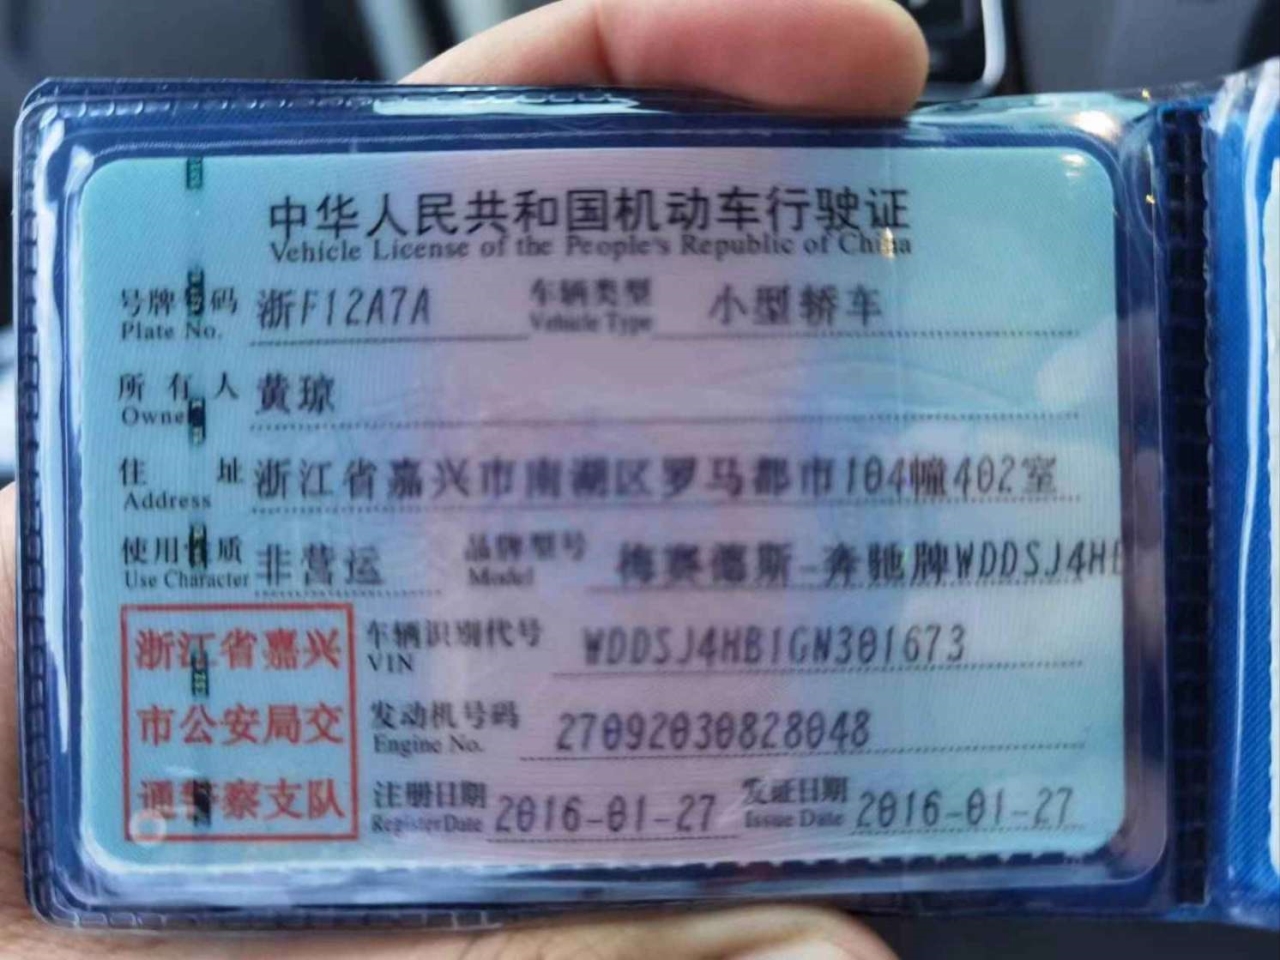 中华人民共和国机动车行驶证
Vehicle License of the People's Republic of China
号牌号码 浙F12A7A 车辆类型 小型轿车
Plate No. Vehicle Type
所有人 黄琼
Owner
住址 浙江省嘉兴市南湖区罗马都市104幢402室
Address
使用性质 非营运 品牌型号 梅赛德斯-奔驰牌WDDSJ4HB
Use Character Model
浙江省嘉兴 车辆识别代号 WDDSJ4HB1GN301673
VIN
市公安局交 发动机号码 27092030828048
Engine No.
通警察支队 注册日期 2016-01-27 发证日期 2016-01-27
Register Date Issue Date